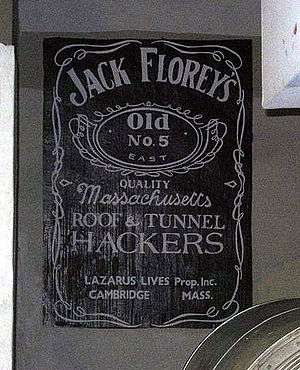 JACK FLOREY'S
Old
No. 5
EAST
QUALITY
Massachusetts
ROOF & TUNNEL
HACKERS
LAZARUS LIVES Prop. Inc.
CAMBRIDGE MASS.